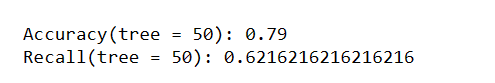 Accuracy(tree = 50): 0.79
Recall(tree = 50): 0.6216216216216216